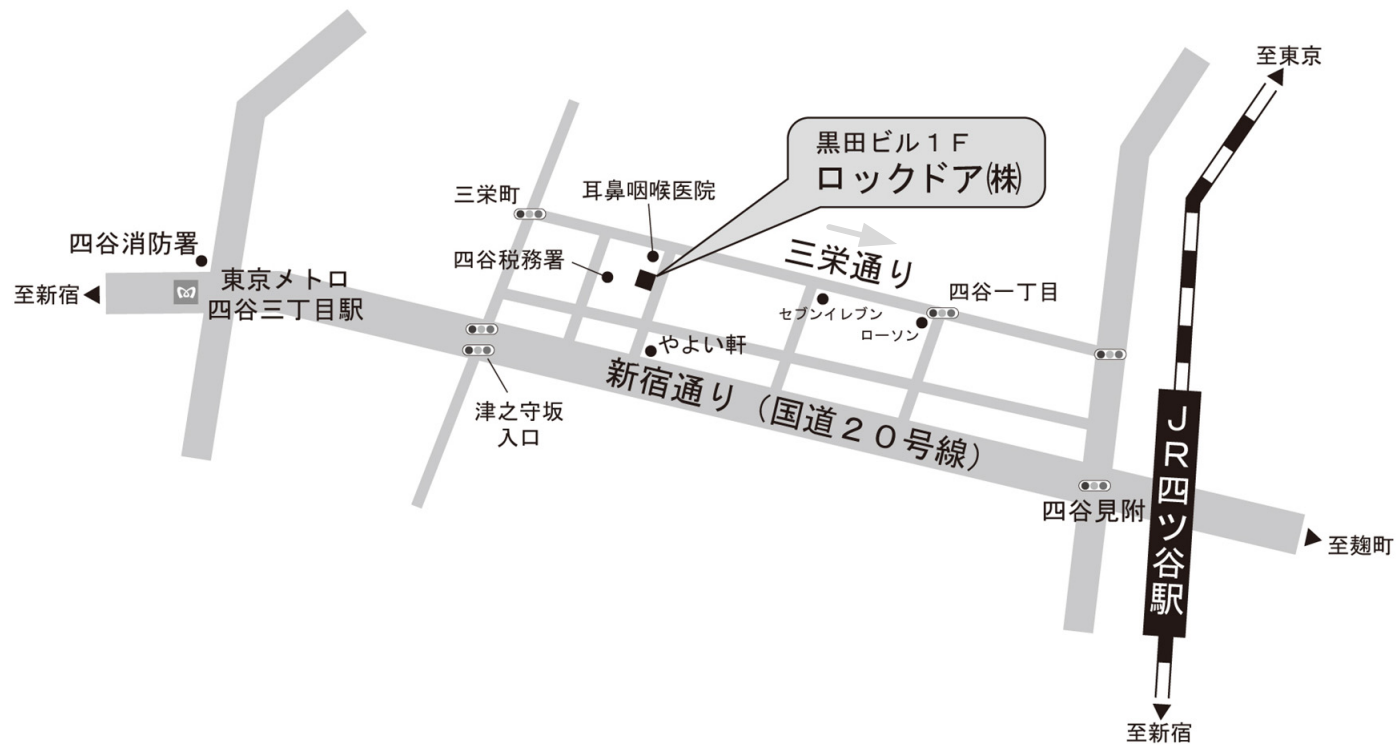 至東京
黒田ビル１F
ロックドア㈱
三栄町
耳鼻咽喉医院
四谷消防署
四谷税務署
三栄通り
至新宿
東京メトロ
四谷三丁目駅
四谷一丁目
セブンイレブン
ローソン
やよい軒
新宿通り（国道２０号線）
津之守坂
入口
JR四ツ谷駅
四谷見附
至麹町
至新宿